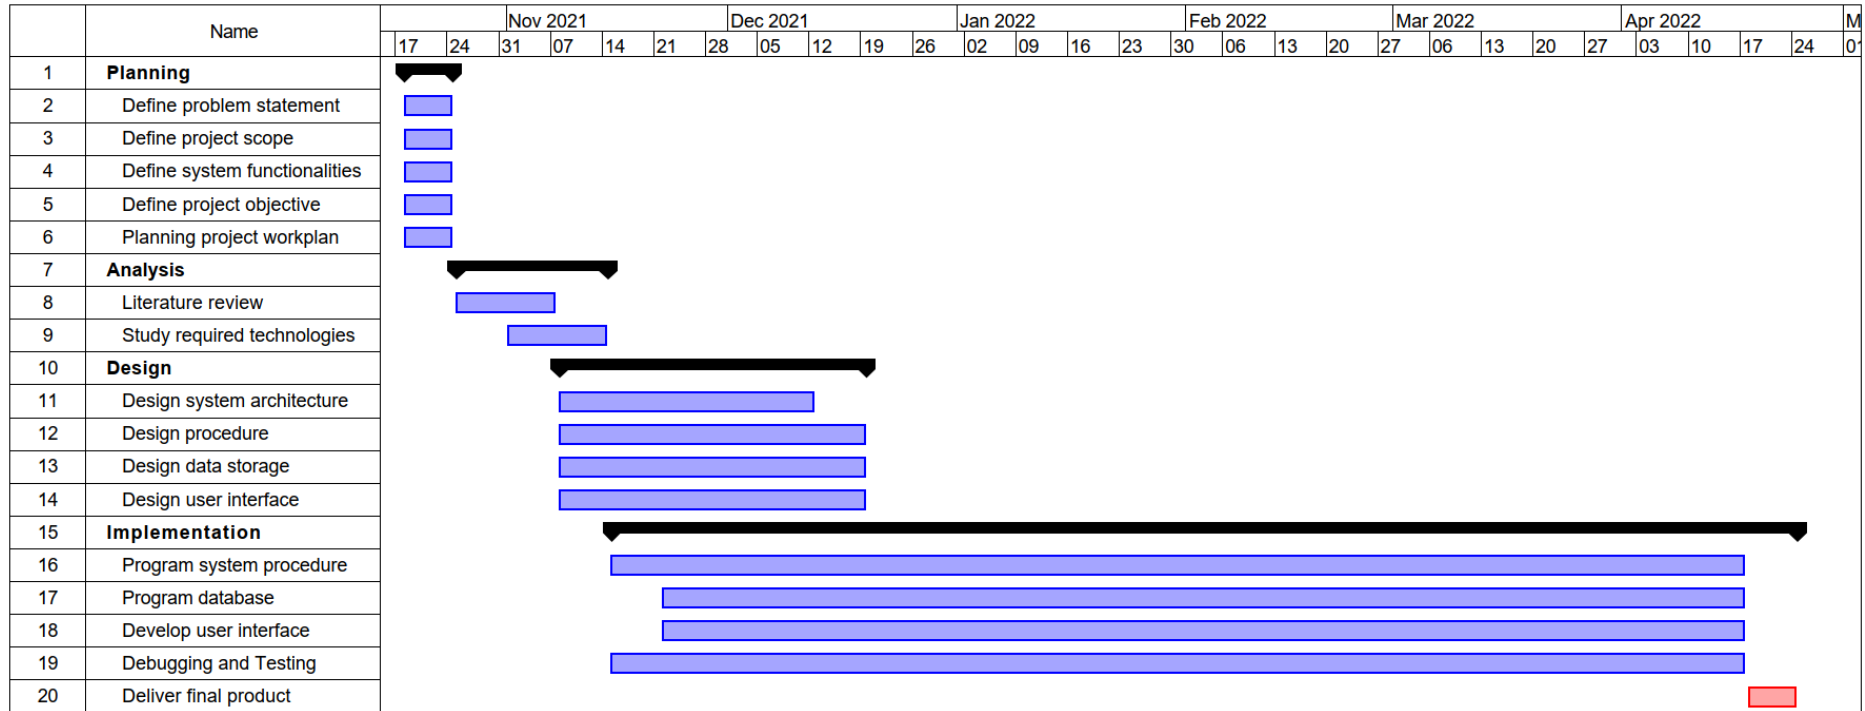 Name
Nov 2021 Dec 2021 Jan 2022 Feb 2022 Mar 2022 Apr 2022 M
17 24 31 07 14 21 28 05 12 19 26 02 09 16 23 30 06 13 20 27 06 13 20 27 03 10 17 24 01
1 Planning
2 Define problem statement
3 Define project scope
4 Define system functionalities
5 Define project objective
6 Planning project workplan
7 Analysis
8 Literature review
9 Study required technologies
10 Design
11 Design system architecture
12 Design procedure
13 Design data storage
14 Design user interface
15 Implementation
16 Program system procedure
17 Program database
18 Develop user interface
19 Debugging and Testing
20 Deliver final product